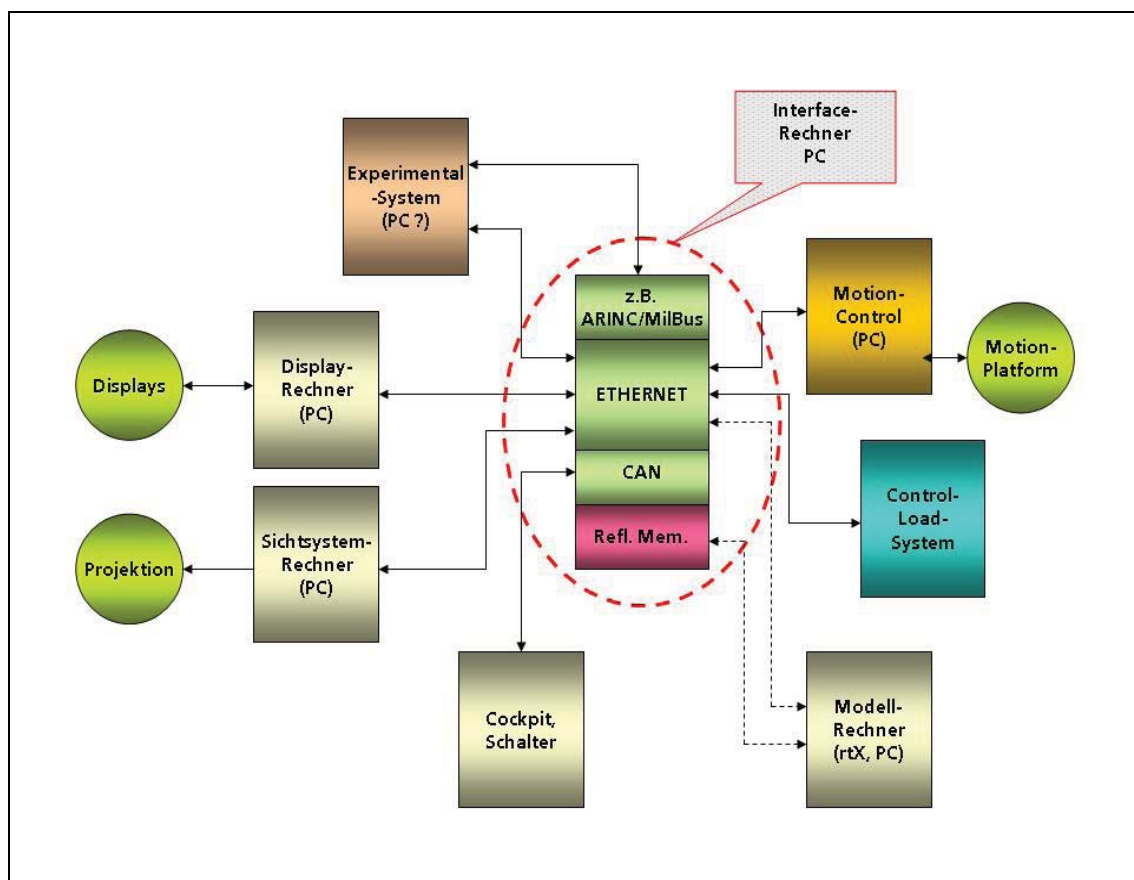 Interface-
Rechner
PC
Experimental
-System
(PC ?)
z.B.
ARINC/MilBus
Motion-
Control
(PC)
Motion-
Platform
Displays
Display-
Rechner
(PC)
ETHERNET
CAN
Control-
Load-
System
Refl. Mem.
Projektion
Sichtsystem-
Rechner
(PC)
Cockpit,
Schalter
Modell-
Rechner
(rtX, PC)